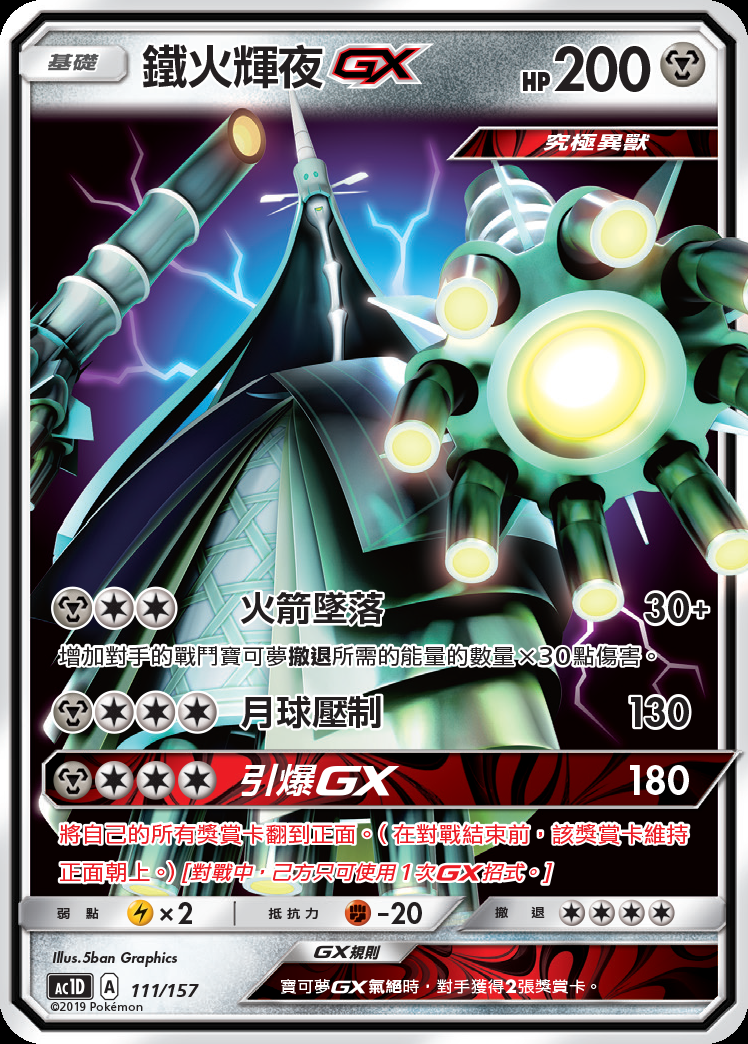 基礎 鐵火輝夜GX HP200
究極異獸
火箭墜落 30+
增加對手的戰鬥寶可夢撤退所需的能量的數量×30點傷害。
月球壓制 130
引爆GX 180
將自己的所有獎賞卡翻到正面。(在對戰結束前,該獎賞卡維持
正面朝上。)[對戰中,己方只可使用1次GX招式。]
弱點 ×2 抵抗力 -20 撤退
Illus.5ban Graphics GX規則
AC1D A 111/157 寶可夢GX氣絕時,對手獲得2張獎賞卡。
©2019 Pokémon